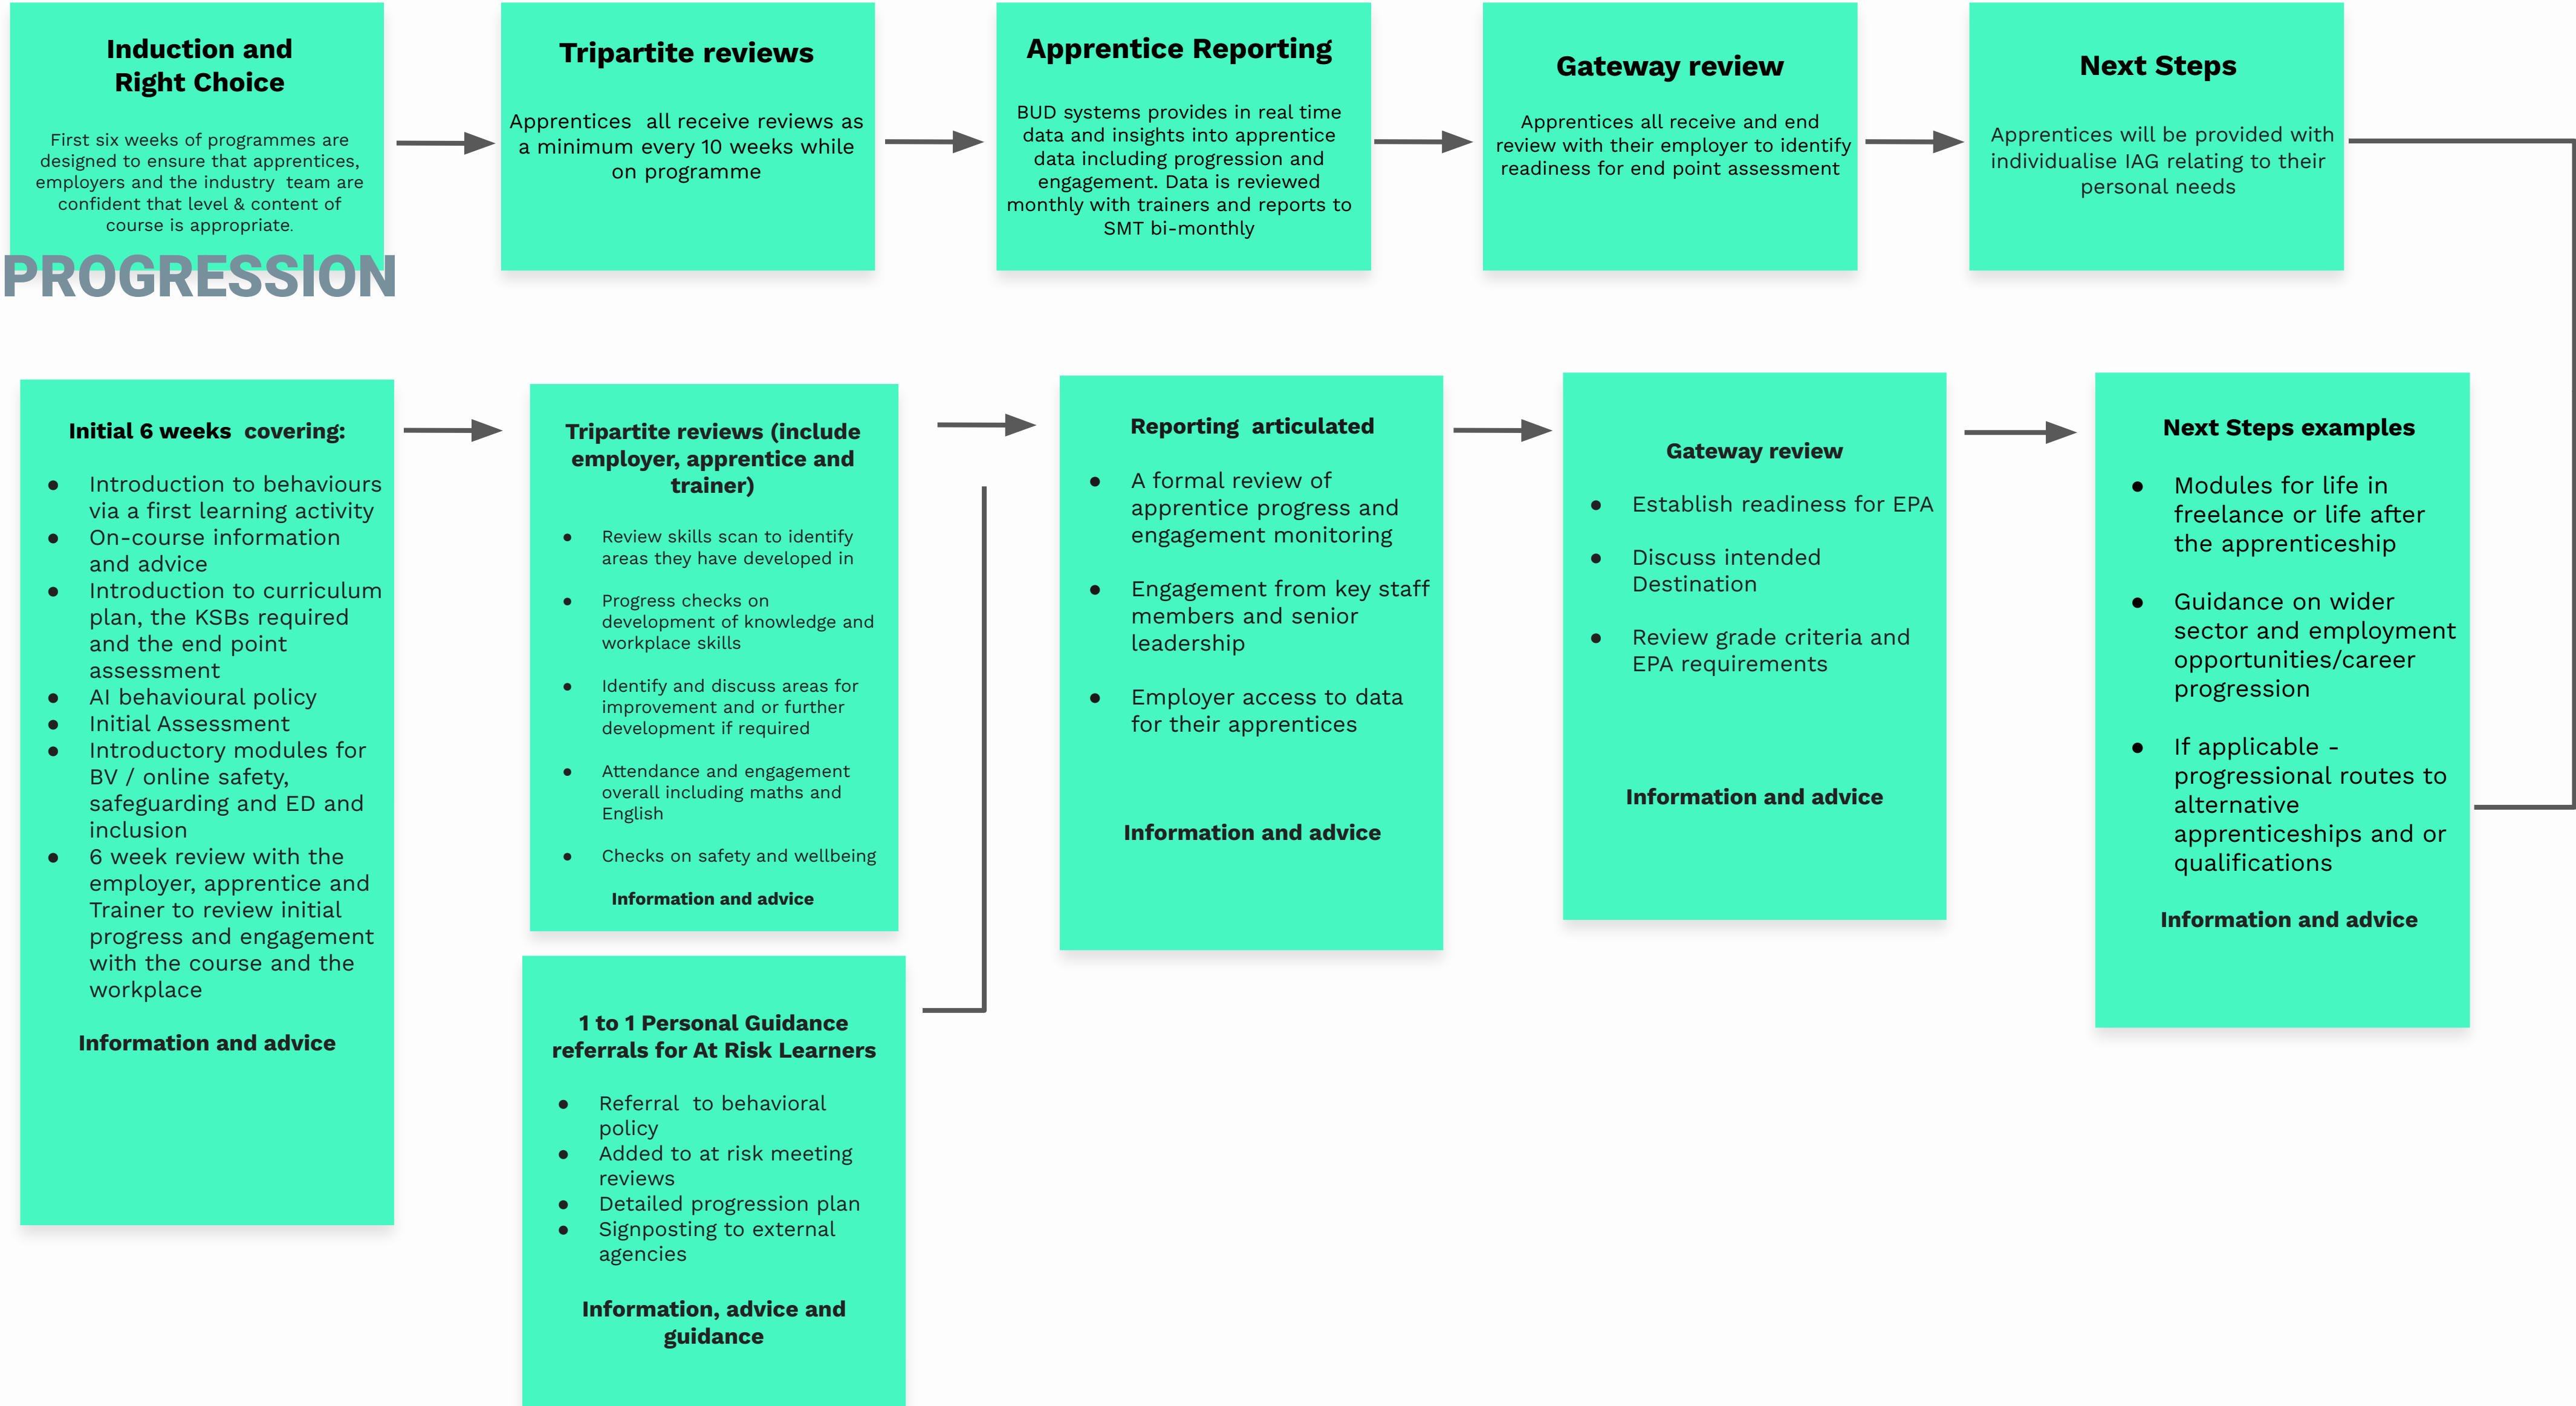 Induction and
Right Choice
First six weeks of programmes are
designed to ensure that apprentices,
employers and the industry team are
confident that level & content of
course is appropriate.
Tripartite reviews
Apprentices all receive reviews as
a minimum every 10 weeks while
on programme
Apprentice Reporting
BUD systems provides in real time
data and insights into apprentice
data including progression and
engagement. Data is reviewed
monthly with trainers and reports to
SMT bi-monthly
Gateway review
Apprentices all receive and end
review with their employer to identify
readiness for end point assessment
Next Steps
Apprentices will be provided with
individualise IAG relating to their
personal needs
PROGRESSION
Initial 6 weeks covering:
● Introduction to behaviours
via a first learning activity
● On-course information
and advice
● Introduction to curriculum
plan, the KSBs required
and the end point
assessment
● AI behavioural policy
● Initial Assessment
● Introductory modules for
BV / online safety,
safeguarding and ED and
inclusion
● 6 week review with the
employer, apprentice and
Trainer to review initial
progress and engagement
with the course and the
workplace
Information and advice
Tripartite reviews (include
employer, apprentice and
trainer)
● Review skills scan to identify
areas they have developed in
● Progress checks on
development of knowledge and
workplace skills
● Identify and discuss areas for
improvement and or further
development if required
● Attendance and engagement
overall including maths and
English
● Checks on safety and wellbeing
Information and advice
1 to 1 Personal Guidance
referrals for At Risk Learners
● Referral to behavioral
policy
● Added to at risk meeting
reviews
● Detailed progression plan
● Signposting to external
agencies
Information, advice and
guidance
Reporting articulated
● A formal review of
apprentice progress and
engagement monitoring
● Engagement from key staff
members and senior
leadership
● Employer access to data
for their apprentices
Information and advice
Gateway review
● Establish readiness for EPA
● Discuss intended
Destination
● Review grade criteria and
EPA requirements
Information and advice
Next Steps examples
● Modules for life in
freelance or life after
the apprenticeship
● Guidance on wider
sector and employment
opportunities/career
progression
● If applicable -
progressional routes to
alternative
apprenticeships and or
qualifications
Information and advice